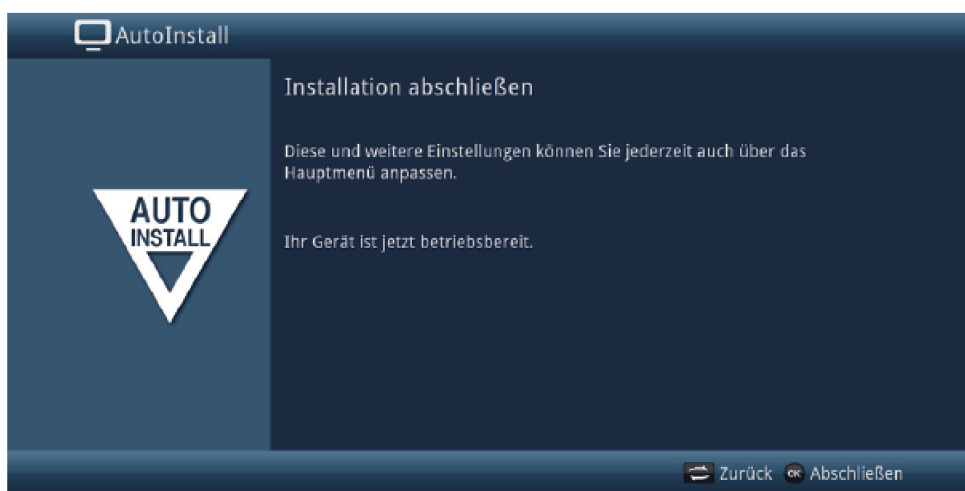 AutoInstall
Installation abschließen
Diese und weitere Einstellungen können Sie jederzeit auch über das
Hauptmenü anpassen.
AUTO
INSTALL
Ihr Gerät ist jetzt betriebsbereit.
Zurück OK Abschließen